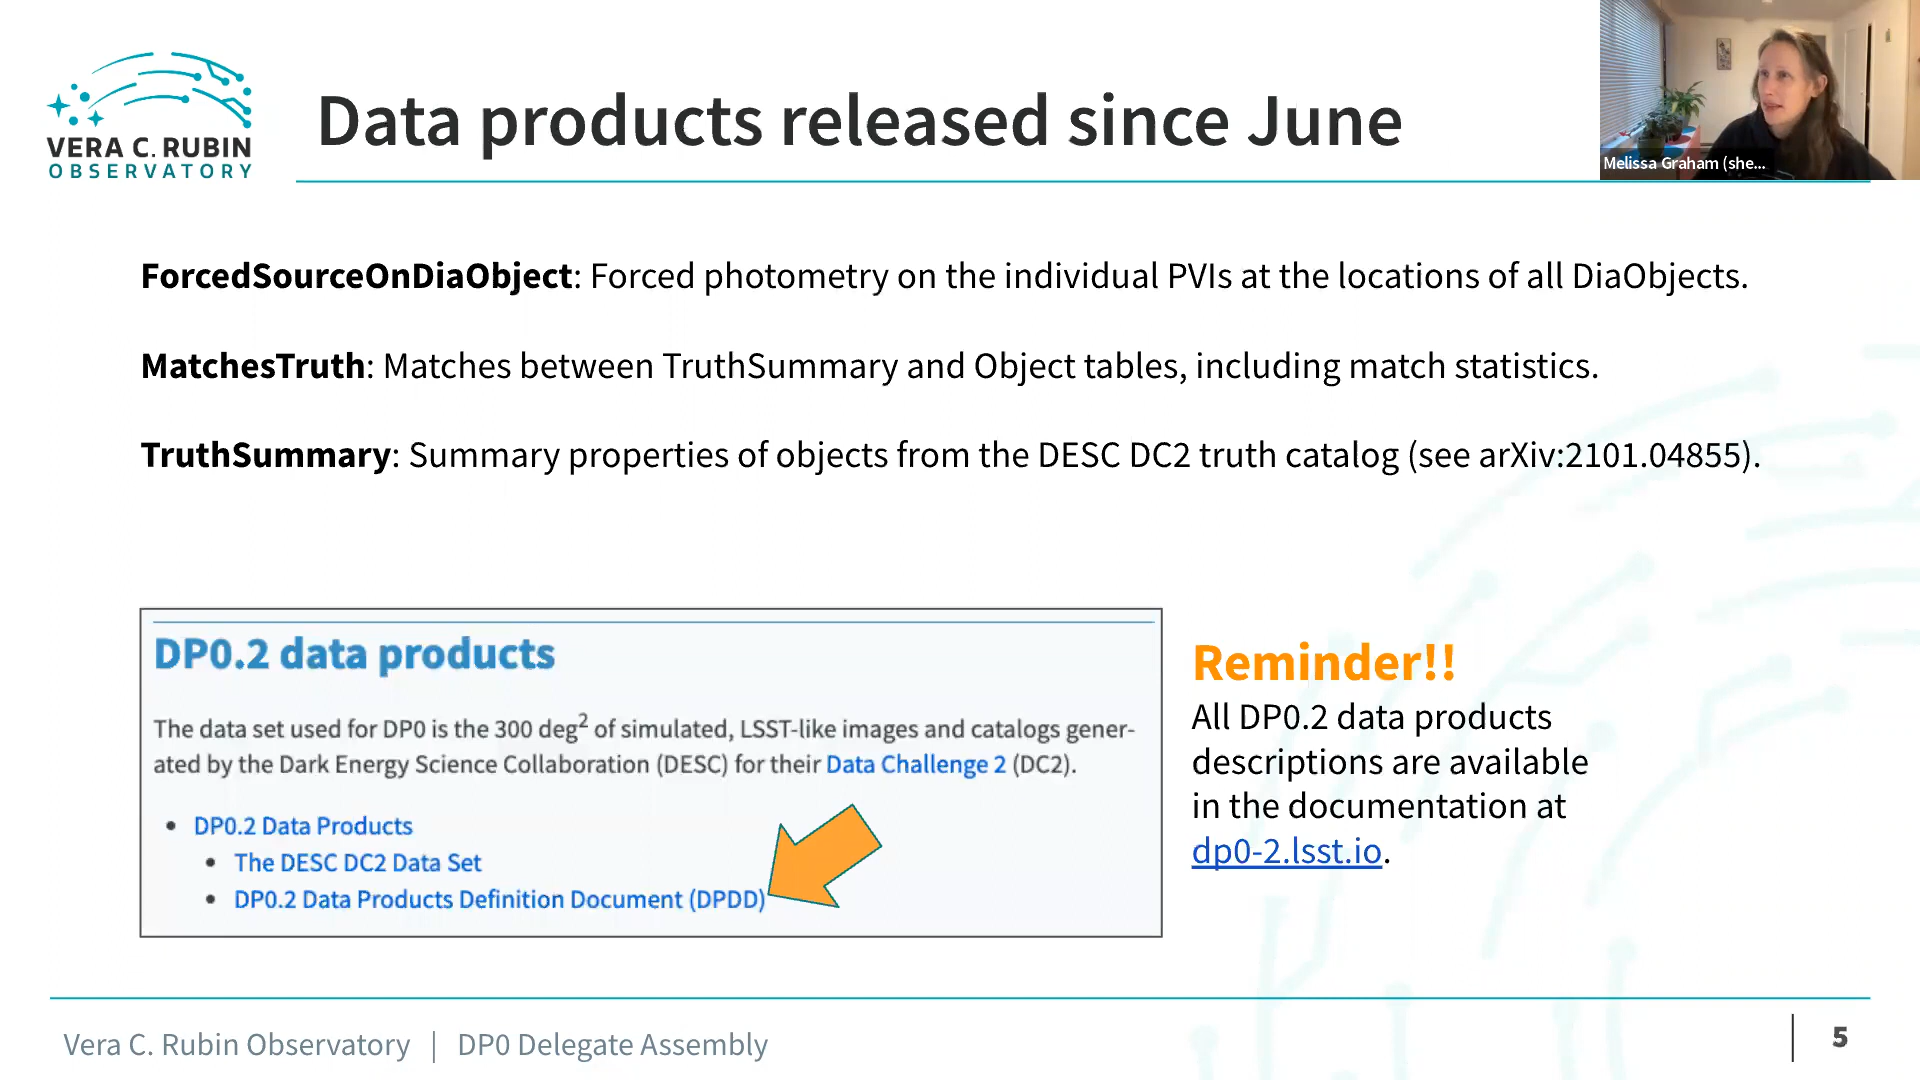 VERA C. RUBIN
OBSERVATORY
Data products released since June
Melissa Graham (she...
ForcedSourceOnDiaObject: Forced photometry on the individual PVIs at the locations of all DiaObjects.
MatchesTruth: Matches between TruthSummary and Object tables, including match statistics.
TruthSummary: Summary properties of objects from the DESC DC2 truth catalog (see arXiv:2101.04855).
DP0.2 data products
The data set used for DP0 is the 300 deg² of simulated, LSST-like images and catalogs gener-
ated by the Dark Energy Science Collaboration (DESC) for their Data Challenge 2 (DC2).
• DP0.2 Data Products
• The DESC DC2 Data Set
• DP0.2 Data Products Definition Document (DPDD)
Reminder!!
All DP0.2 data products
descriptions are available
in the documentation at
dp0-2.lsst.io.
Vera C. Rubin Observatory | DP0 Delegate Assembly
5